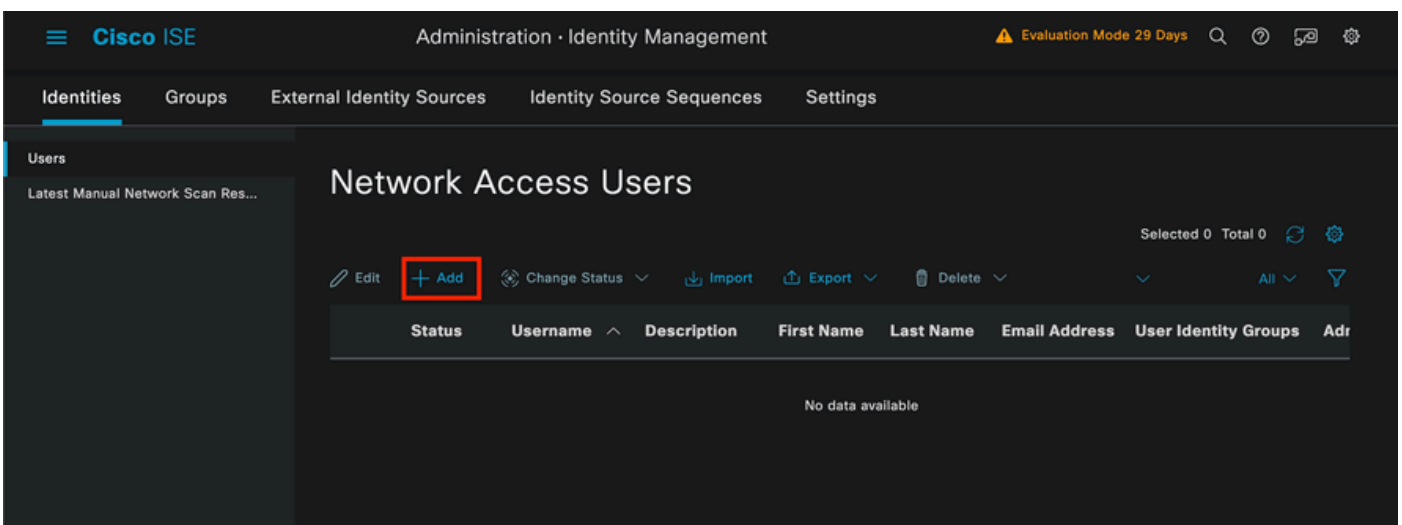 Cisco ISE Administration · Identity Management Evaluation Mode 29 Days
Identities Groups External Identity Sources Identity Source Sequences Settings
Users
Latest Manual Network Scan Res...
Network Access Users
Selected 0 Total 0
Edit + Add Change Status Import Export Delete All
Status Username Description First Name Last Name Email Address User Identity Groups Adr
No data available